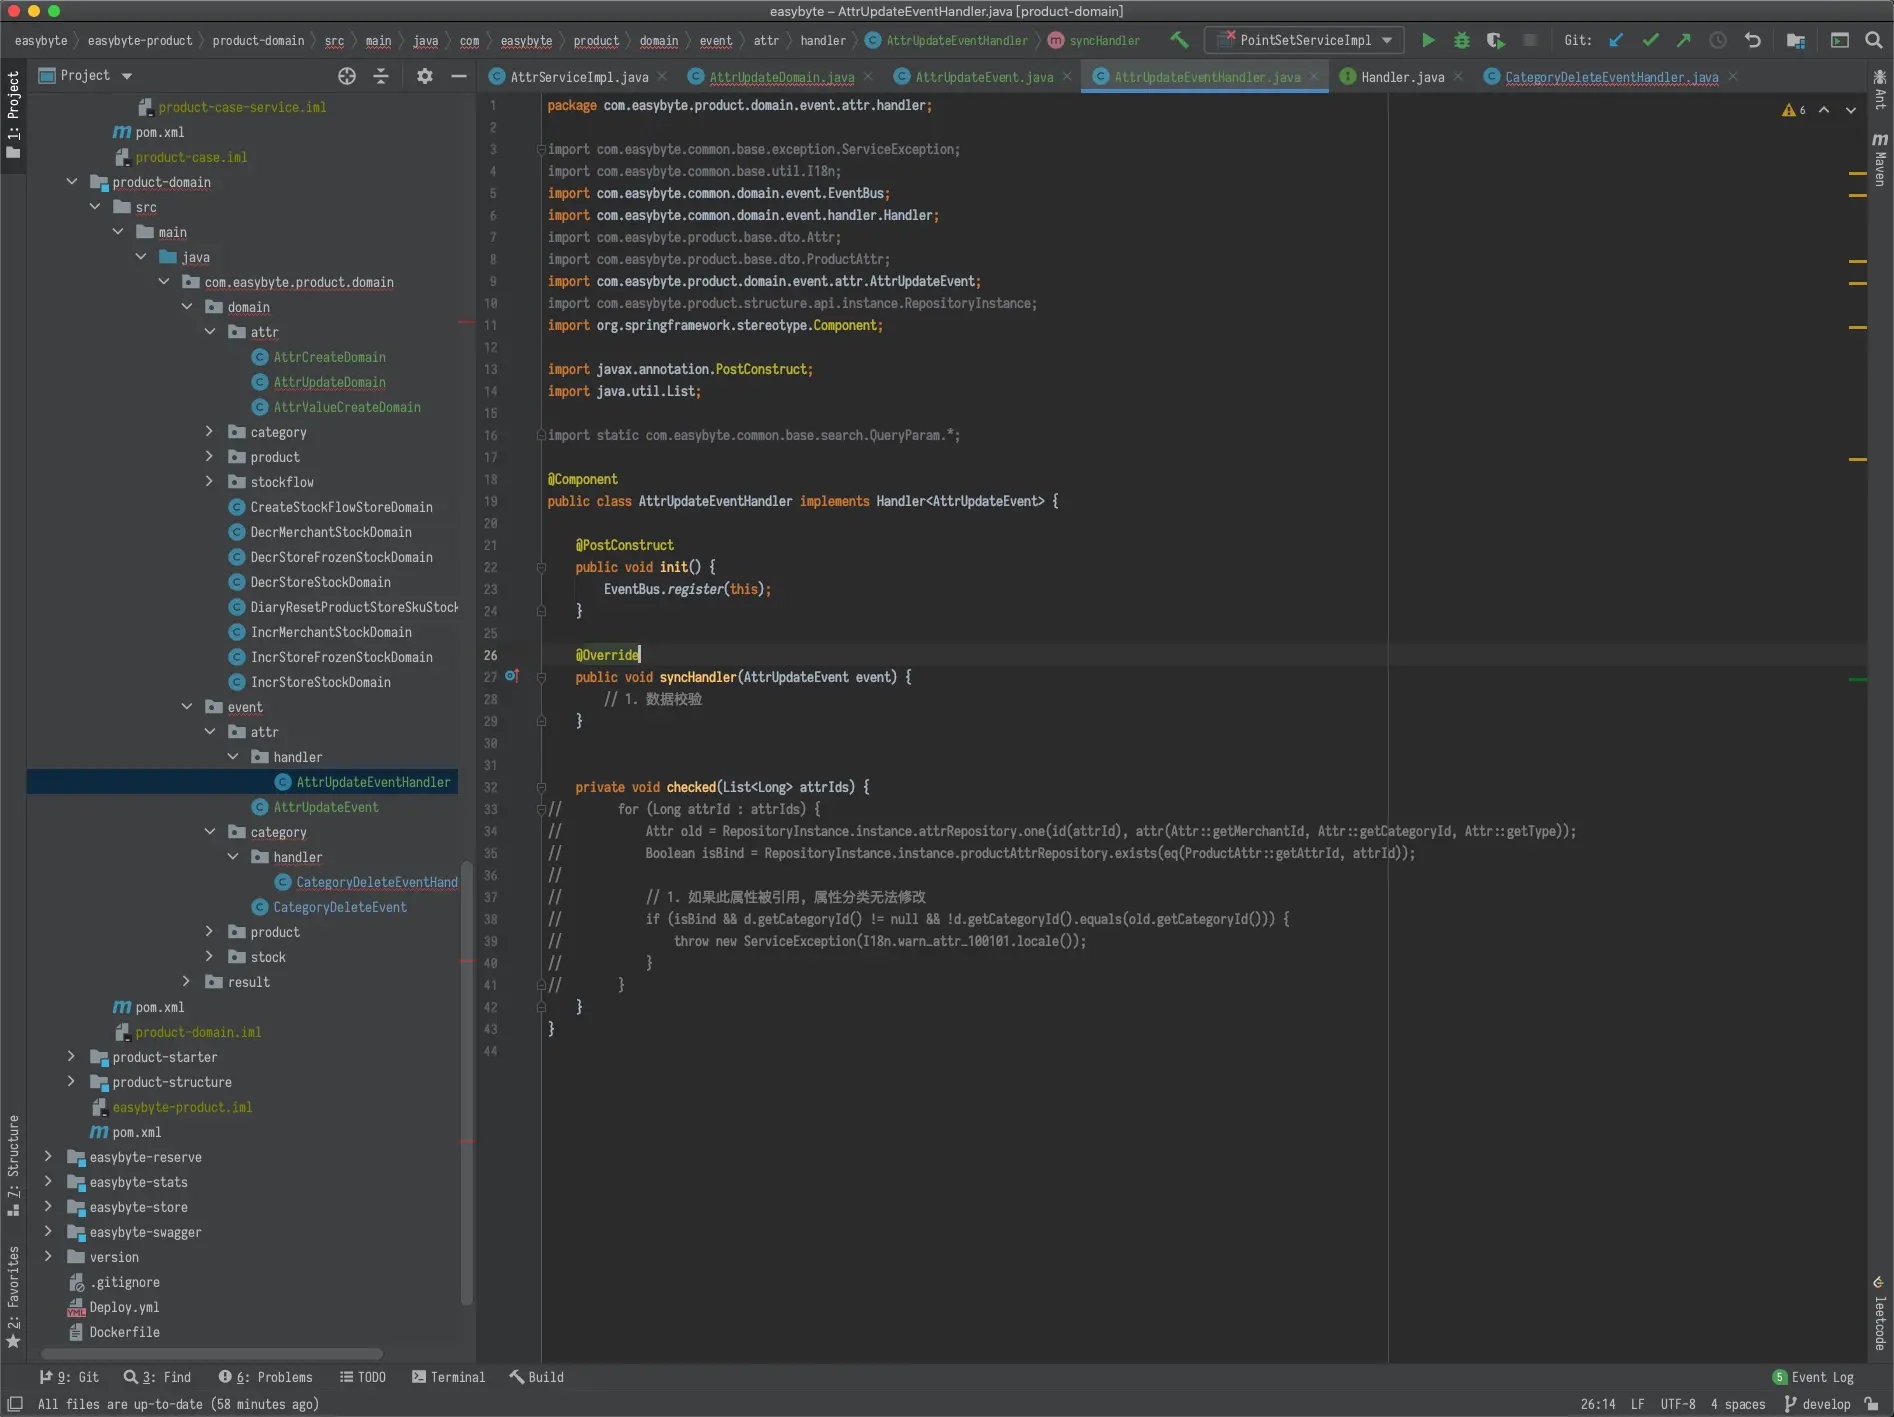 easybyte – AttrUpdateEventHandler.java [product-domain]
easybyte easybyte-product product-domain src main java com easybyte product domain event attr handler AttrUpdateEventHandler syncHandler PointSetServiceImpl Git:
Project
AttrServiceImpl.java AttrUpdateDomain.java AttrUpdateEvent.java AttrUpdateEventHandler.java Handler.java CategoryDeleteEventHandler.java
1: Project
7: Structure
2: Favorites
product-case-service.iml
pom.xml
product-case.iml
product-domain
src
main
java
com.easybyte.product.domain
domain
attr
AttrCreateDomain
AttrUpdateDomain
AttrValueCreateDomain
category
product
stockflow
CreateStockFlowStoreDomain
DecrMerchantStockDomain
DecrStoreFrozenStockDomain
DecrStoreStockDomain
DiaryResetProductStoreSkuStock
IncrMerchantStockDomain
IncrStoreFrozenStockDomain
IncrStoreStockDomain
event
attr
handler
AttrUpdateEventHandler
AttrUpdateEvent
category
handler
CategoryDeleteEventHand
CategoryDeleteEvent
product
stock
result
pom.xml
product-domain.iml
product-starter
product-structure
easybyte-product.iml
pom.xml
easybyte-reserve
easybyte-stats
easybyte-store
easybyte-swagger
version
.gitignore
Deploy.yml
Dockerfile
6
1 package com.easybyte.product.domain.event.attr.handler;
2
3 import com.easybyte.common.base.exception.ServiceException;
4 import com.easybyte.common.base.util.I18n;
5 import com.easybyte.common.domain.event.EventBus;
6 import com.easybyte.common.domain.event.handler.Handler;
7 import com.easybyte.product.base.dto.Attr;
8 import com.easybyte.product.base.dto.ProductAttr;
9 import com.easybyte.product.domain.event.attr.AttrUpdateEvent;
10 import com.easybyte.product.structure.api.instance.RepositoryInstance;
11 import org.springframework.stereotype.Component;
12
13 import javax.annotation.PostConstruct;
14 import java.util.List;
15
16 import static com.easybyte.common.base.search.QueryParam.*;
17
18 @Component
19 public class AttrUpdateEventHandler implements Handler<AttrUpdateEvent> {
20
21 @PostConstruct
22 public void init() {
23 EventBus.register(this);
24 }
25
26 @Override
27 public void syncHandler(AttrUpdateEvent event) {
28 // 1. 数据校验
29 }
30
31
32 private void checked(List<Long> attrIds) {
33 // for (Long attrId : attrIds) {
34 // Attr old = RepositoryInstance.instance.attrRepository.one(id(attrId), attr(Attr::getMerchantId, Attr::getCategoryId, Attr::getType));
35 // Boolean isBind = RepositoryInstance.instance.productAttrRepository.exists(eq(ProductAttr::getAttrId, attrId));
36 //
37 // // 1. 如果此属性被引用, 属性分类无法修改
38 // if (isBind && d.getCategoryId() != null && !d.getCategoryId().equals(old.getCategoryId())) {
39 // throw new ServiceException(I18n.warn_attr_100101.locale());
40 // }
41 // }
42 }
43 }
44
Ant
Maven
leetcode
9: Git 3: Find 6: Problems TODO Terminal Build 5 Event Log
All files are up-to-date (58 minutes ago) 26:14 LF UTF-8 4 spaces develop